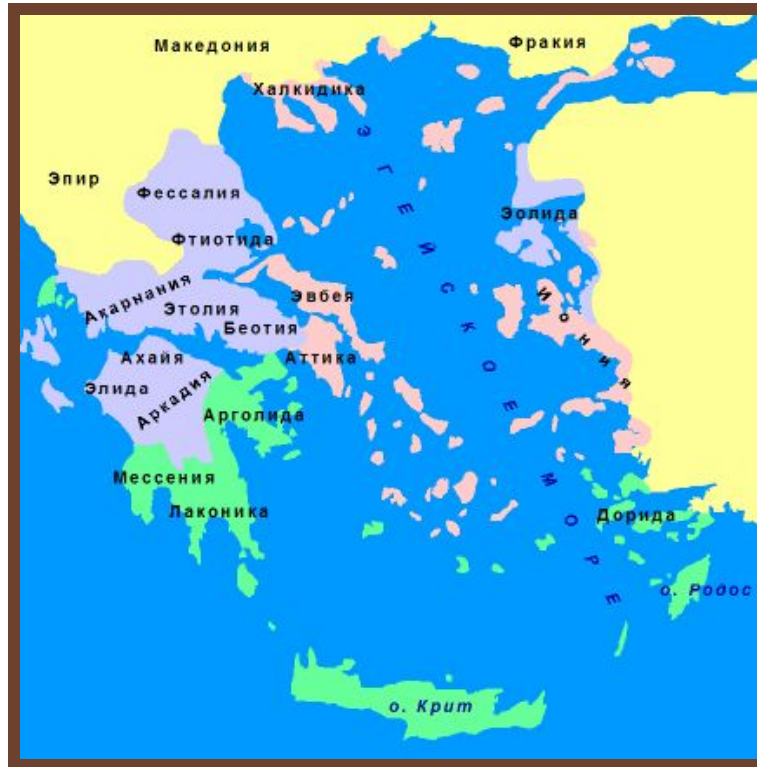 Македония
Фракия
Халкидика
Эпир
Фессалия
Эолида
Фтиотида
ЭГЕЙСКОЕ МОРЕ
Акарнания
Этолия
Эвбея
Иония
Беотия
Ахайя
Аттика
Элида
Аркадия
Арголида
Мессения
Лаконика
Дорида
о. Родос
о. Крит